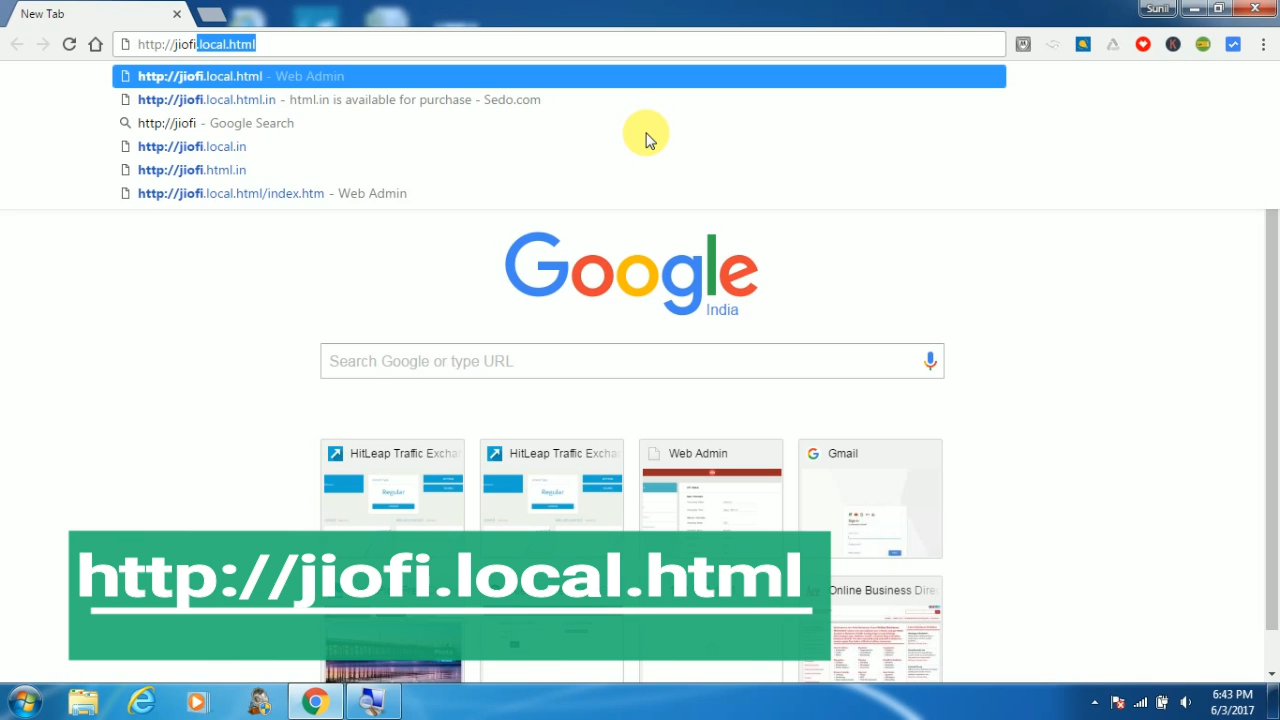 New Tab
Sunil
http://jiofi.local.html
http://jiofi.local.html - Web Admin
http://jiofi.local.html.in - html.in is available for purchase - Sedo.com
http://jiofi - Google Search
http://jiofi.local.in
http://jiofi.html.in
http://jiofi.local.html/index.htm - Web Admin
Google
India
Search Google or type URL
HitLeap Traffic Excha
HitLeap Traffic Exchar
Web Admin
Gmail
Regular
Regular
http://jiofi.local.html
Online Business Dire
6:43 PM
6/3/2017